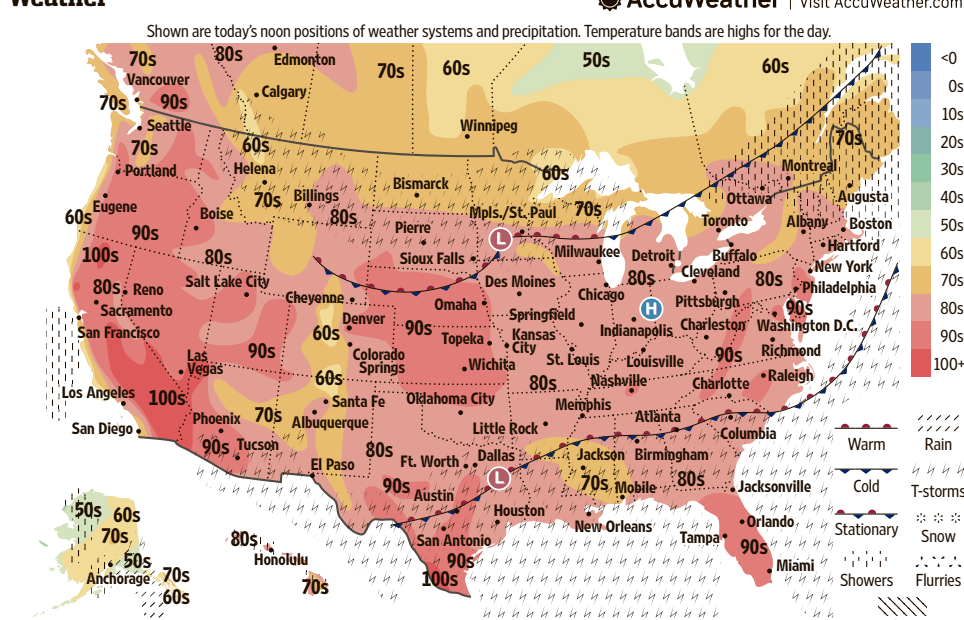 Weather
AccuWeather | Visit AccuWeather.com
Shown are today's noon positions of weather systems and precipitation. Temperature bands are highs for the day.
70s
80s
Edmonton
70s
60s
50s
60s
<0
Vancouver
0s
70s
90s
Calgary
10s
Seattle
Winnipeg
20s
70s
60s
70s
30s
Portland
Helena
60s
Montreal
40s
Eugene
70s
Billings
Bismarck
Ottawa
Augusta
50s
60s
Boise
80s
Mpls./St. Paul
70s
Toronto
Albany
Boston
60s
90s
Pierre
L
Hartford
70s
100s
80s
Sioux Falls
Milwaukee
Detroit
Buffalo
80s
80s
Reno
Salt Lake City
Des Moines
80s
Cleveland
80s
New York
90s
Sacramento
Cheyenne
Omaha
Chicago
Pittsburgh
Philadelphia
100+
San Francisco
Denver
90s
Springfield
H
90s
60s
Topeka
Kansas City
Indianapolis
Charleston
Washington D.C.
Las Vegas
90s
Colorado Springs
Wichita
St. Louis
Louisville
90s
Richmond
Los Angeles
100s
60s
80s
Nashville
Charlotte
Raleigh
Santa Fe
Oklahoma City
Memphis
San Diego
Phoenix
70s
Albuquerque
Little Rock
Atlanta
Columbia
90s
Tucson
80s
Dallas
Jackson
Birmingham
El Paso
Ft. Worth
L
70s
80s
90s
Austin
Mobile
Jacksonville
Houston
New Orleans
Orlando
50s
60s
San Antonio
Tampa
90s
70s
80s
90s
50s
Honolulu
100s
Miami
Anchorage
70s
70s
60s
Warm
Rain
Cold
T-storms
Stationary
Snow
Showers
Flurries